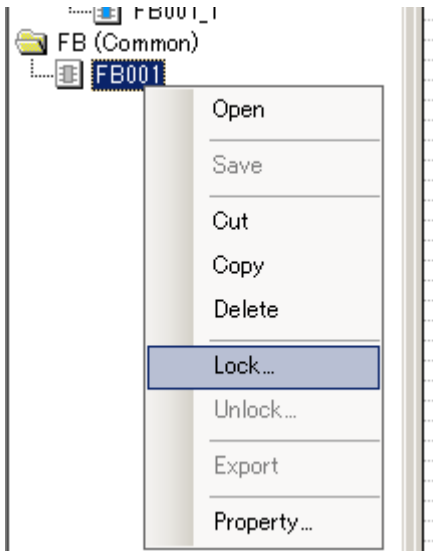 FB001_1
FB (Common)
FB001
Open
Save
Cut
Copy
Delete
Lock...
Unlock...
Export
Property...